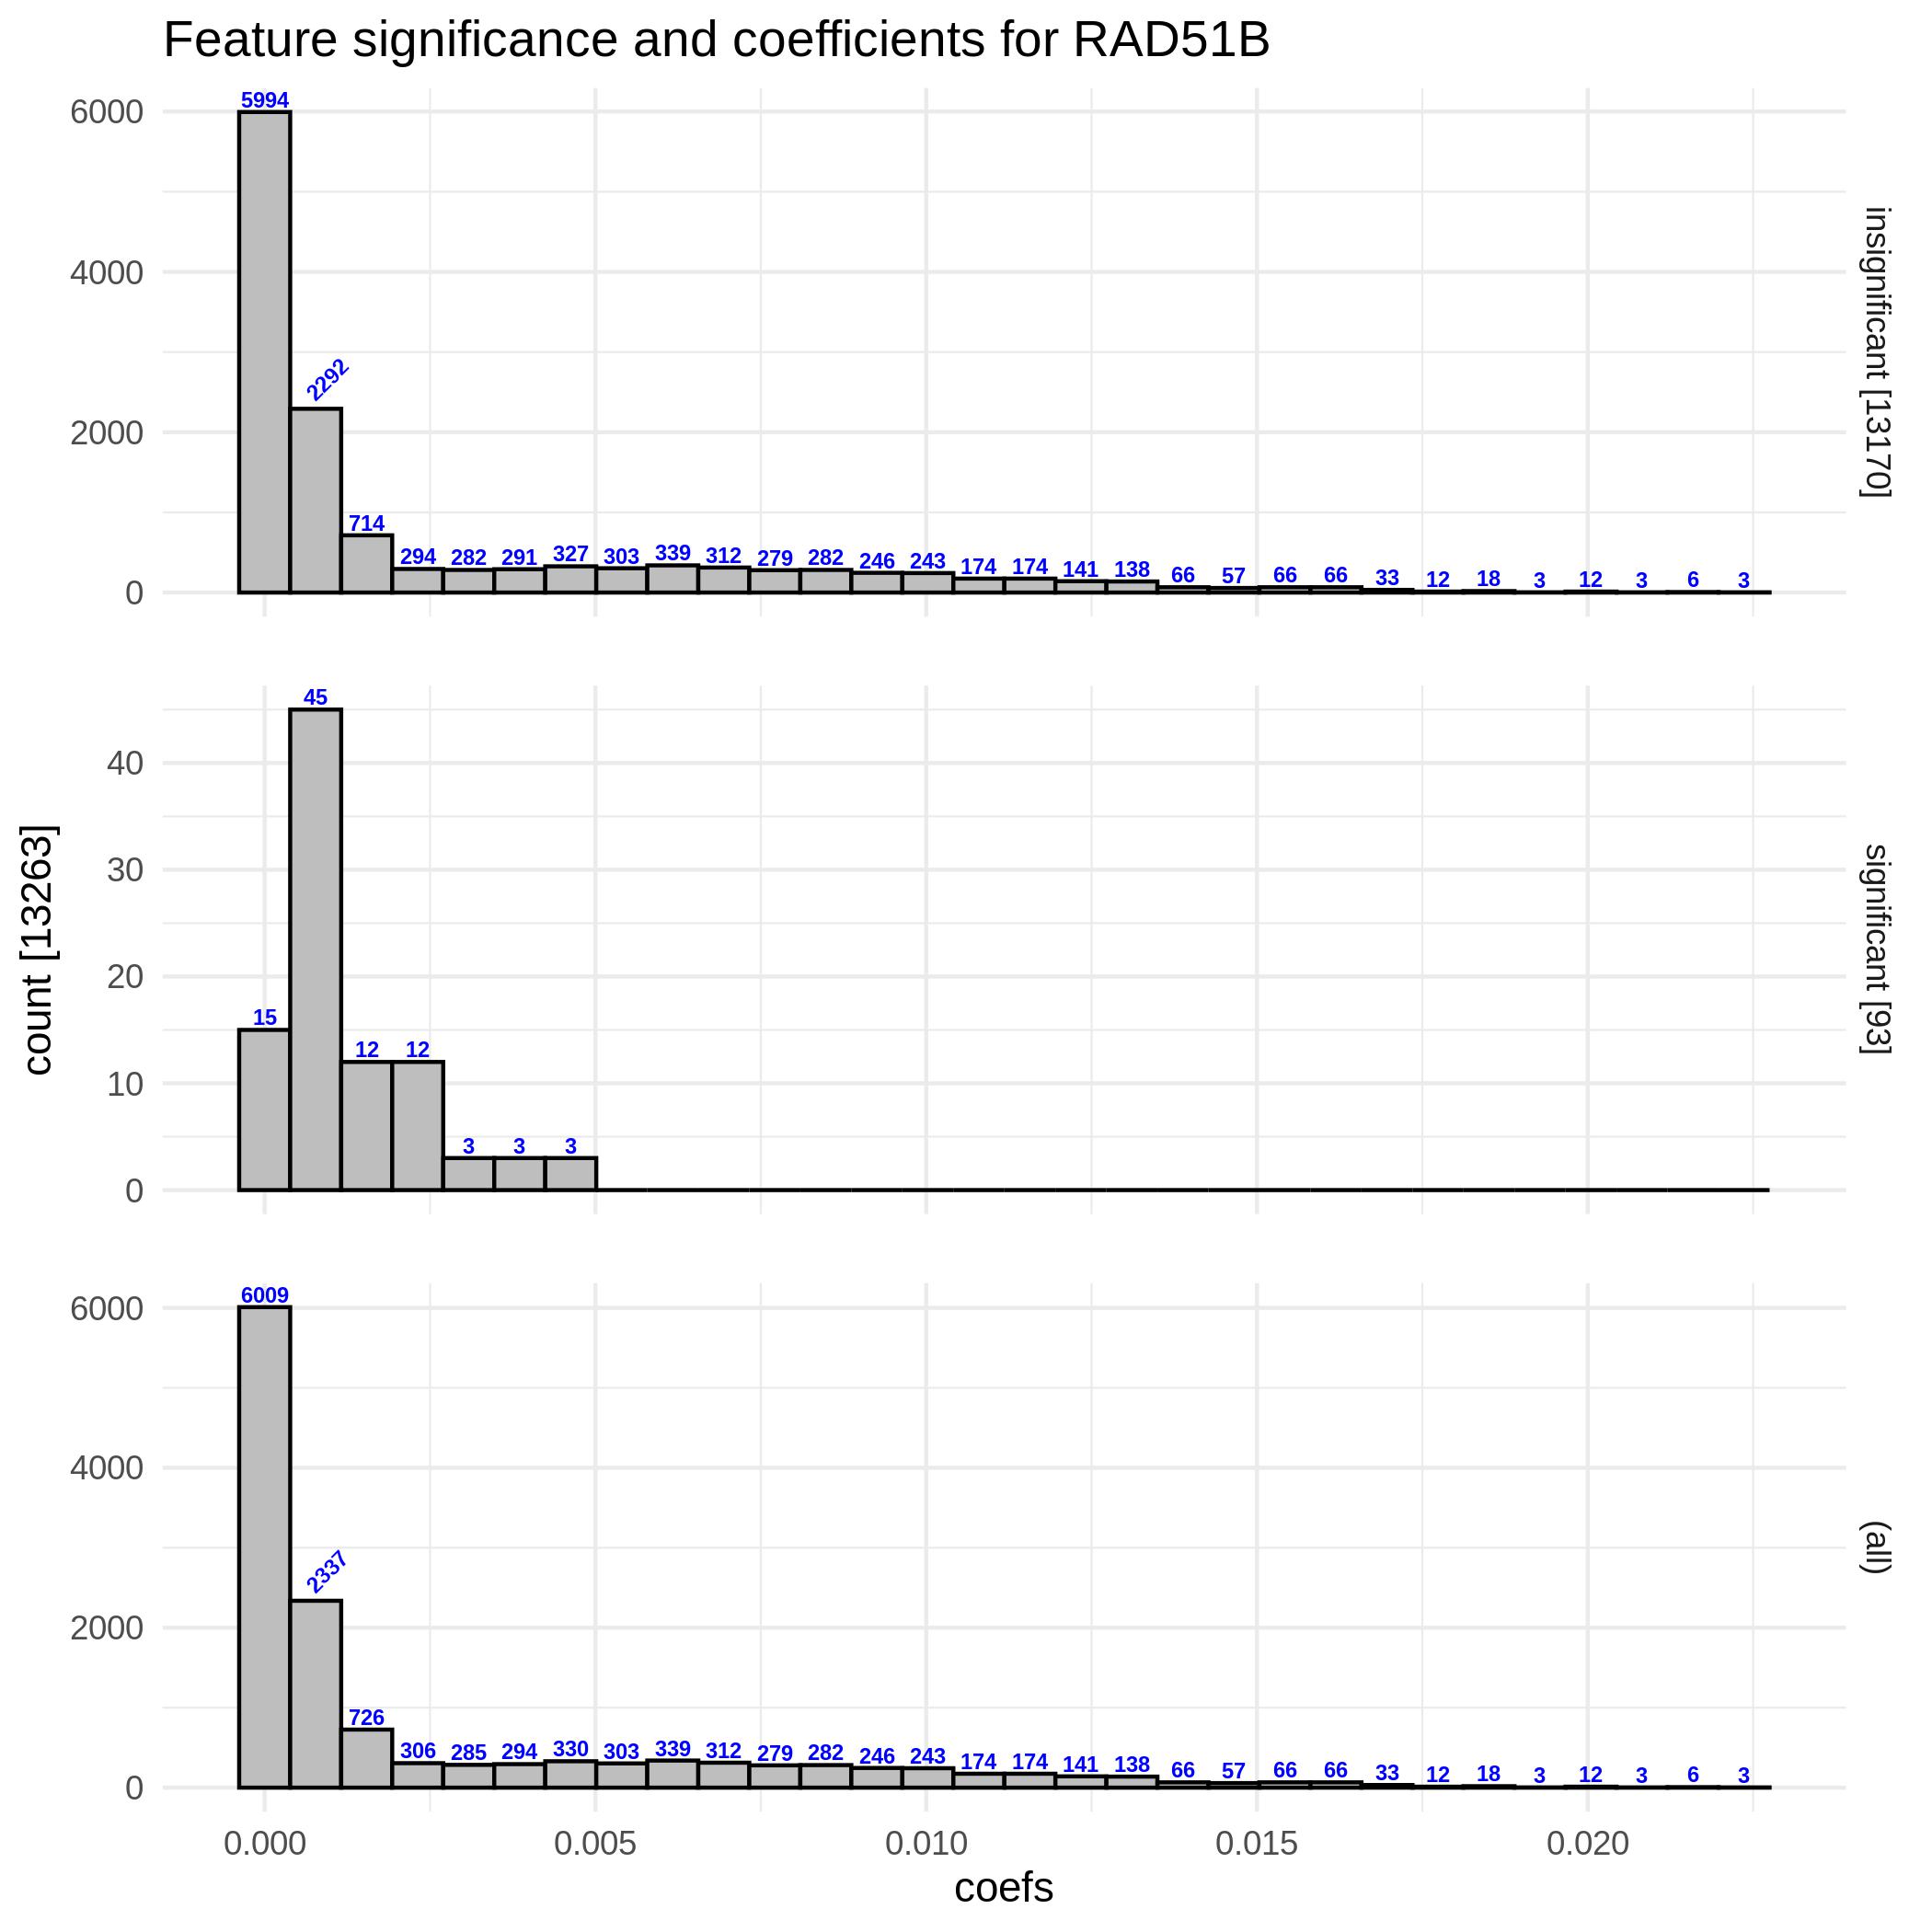 Feature significance and coefficients for RAD51B
count [13263]
6000
4000
2000
0
5994
2292
714
294 282 291 327 303 339 312 279 282 246 243 174 174 141 138 66 57 66 66 33 12 18 3 12 3 6 3
insignificant [13170]
40
30
20
10
0
15
45
12 12
3 3 3
significant [93]
6000
4000
2000
0
6009
2337
726
306 285 294 330 303 339 312 279 282 246 243 174 174 141 138 66 57 66 66 33 12 18 3 12 3 6 3
(all)
0.000 0.005 0.010 0.015 0.020
coefs